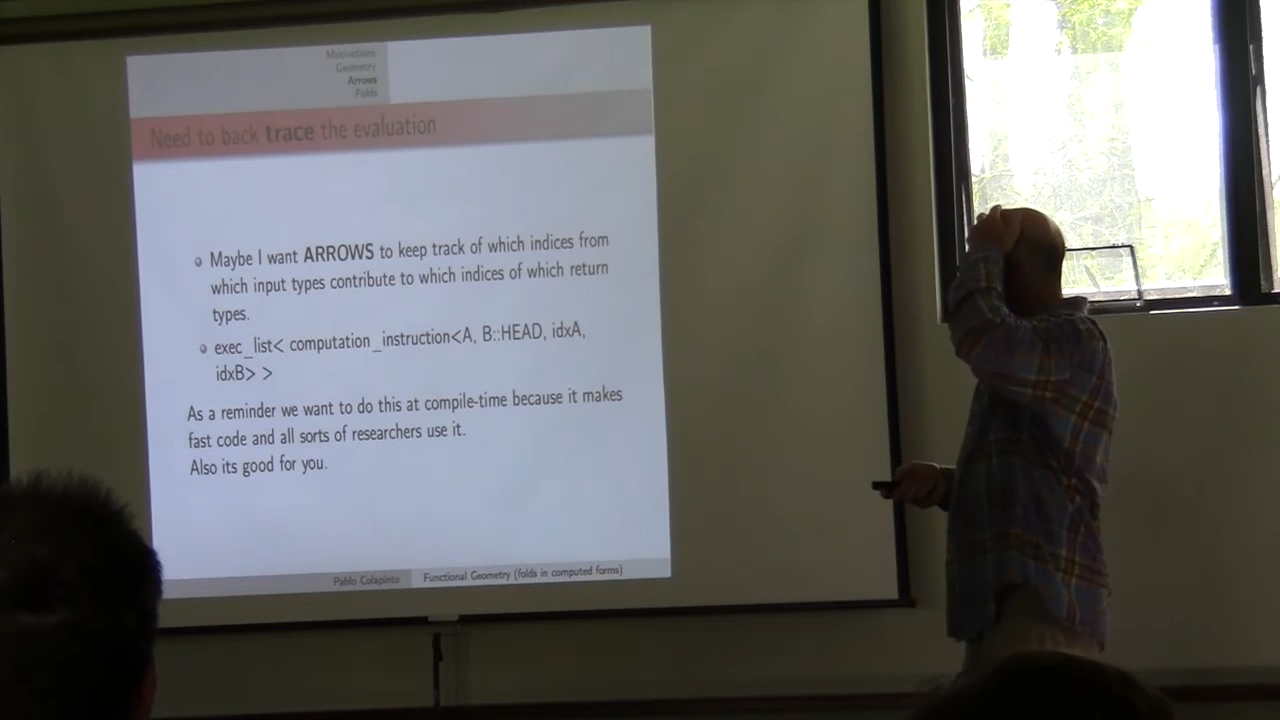 Motivations
Geometry
Arrows
Folds
Need to back trace the evaluation
Maybe I want ARROWS to keep track of which indices from
which input types contribute to which indices of which return
types.
exec_list< computation_instruction<A, B::HEAD, idxA,
idxB> >
As a reminder we want to do this at compile-time because it makes
fast code and all sorts of researchers use it.
Also its good for you.
Pablo Colapinto
Functional Geometry (folds in computed forms)